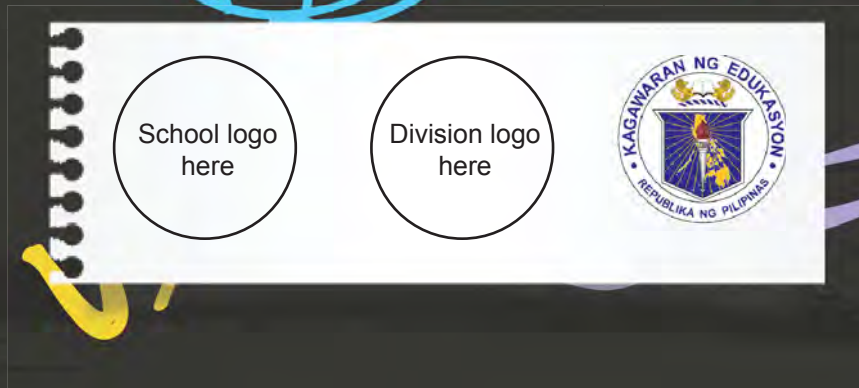 School logo
here
Division logo
here
KAGAWARAN NG EDUKASYON
REPUBLIKA NG PILIPINAS